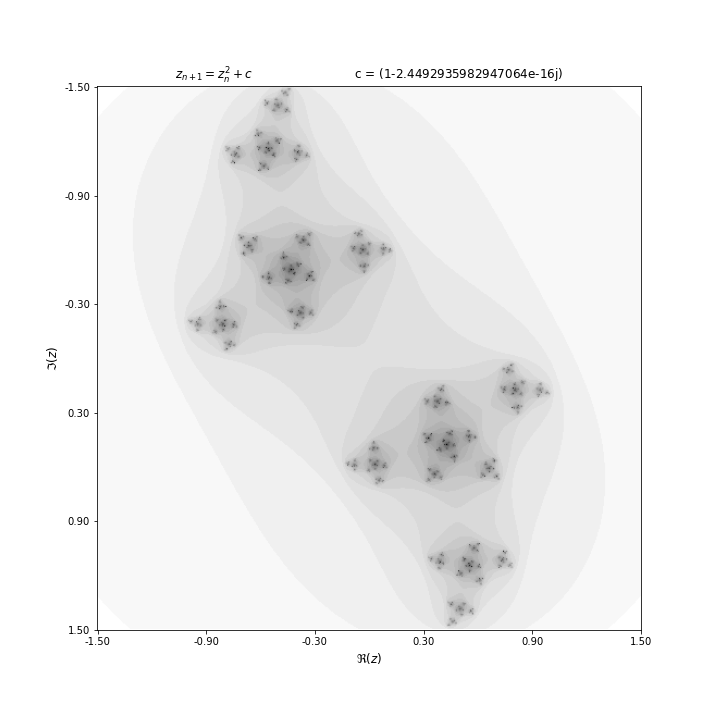 z_{n+1} = z_n^2 + c c = (1-2.4492935982947064e-16j)
-1.50
-0.90
-0.30
ℑ(z)
0.30
0.90
1.50
-1.50 -0.90 -0.30 0.30 0.90 1.50
ℜ(z)